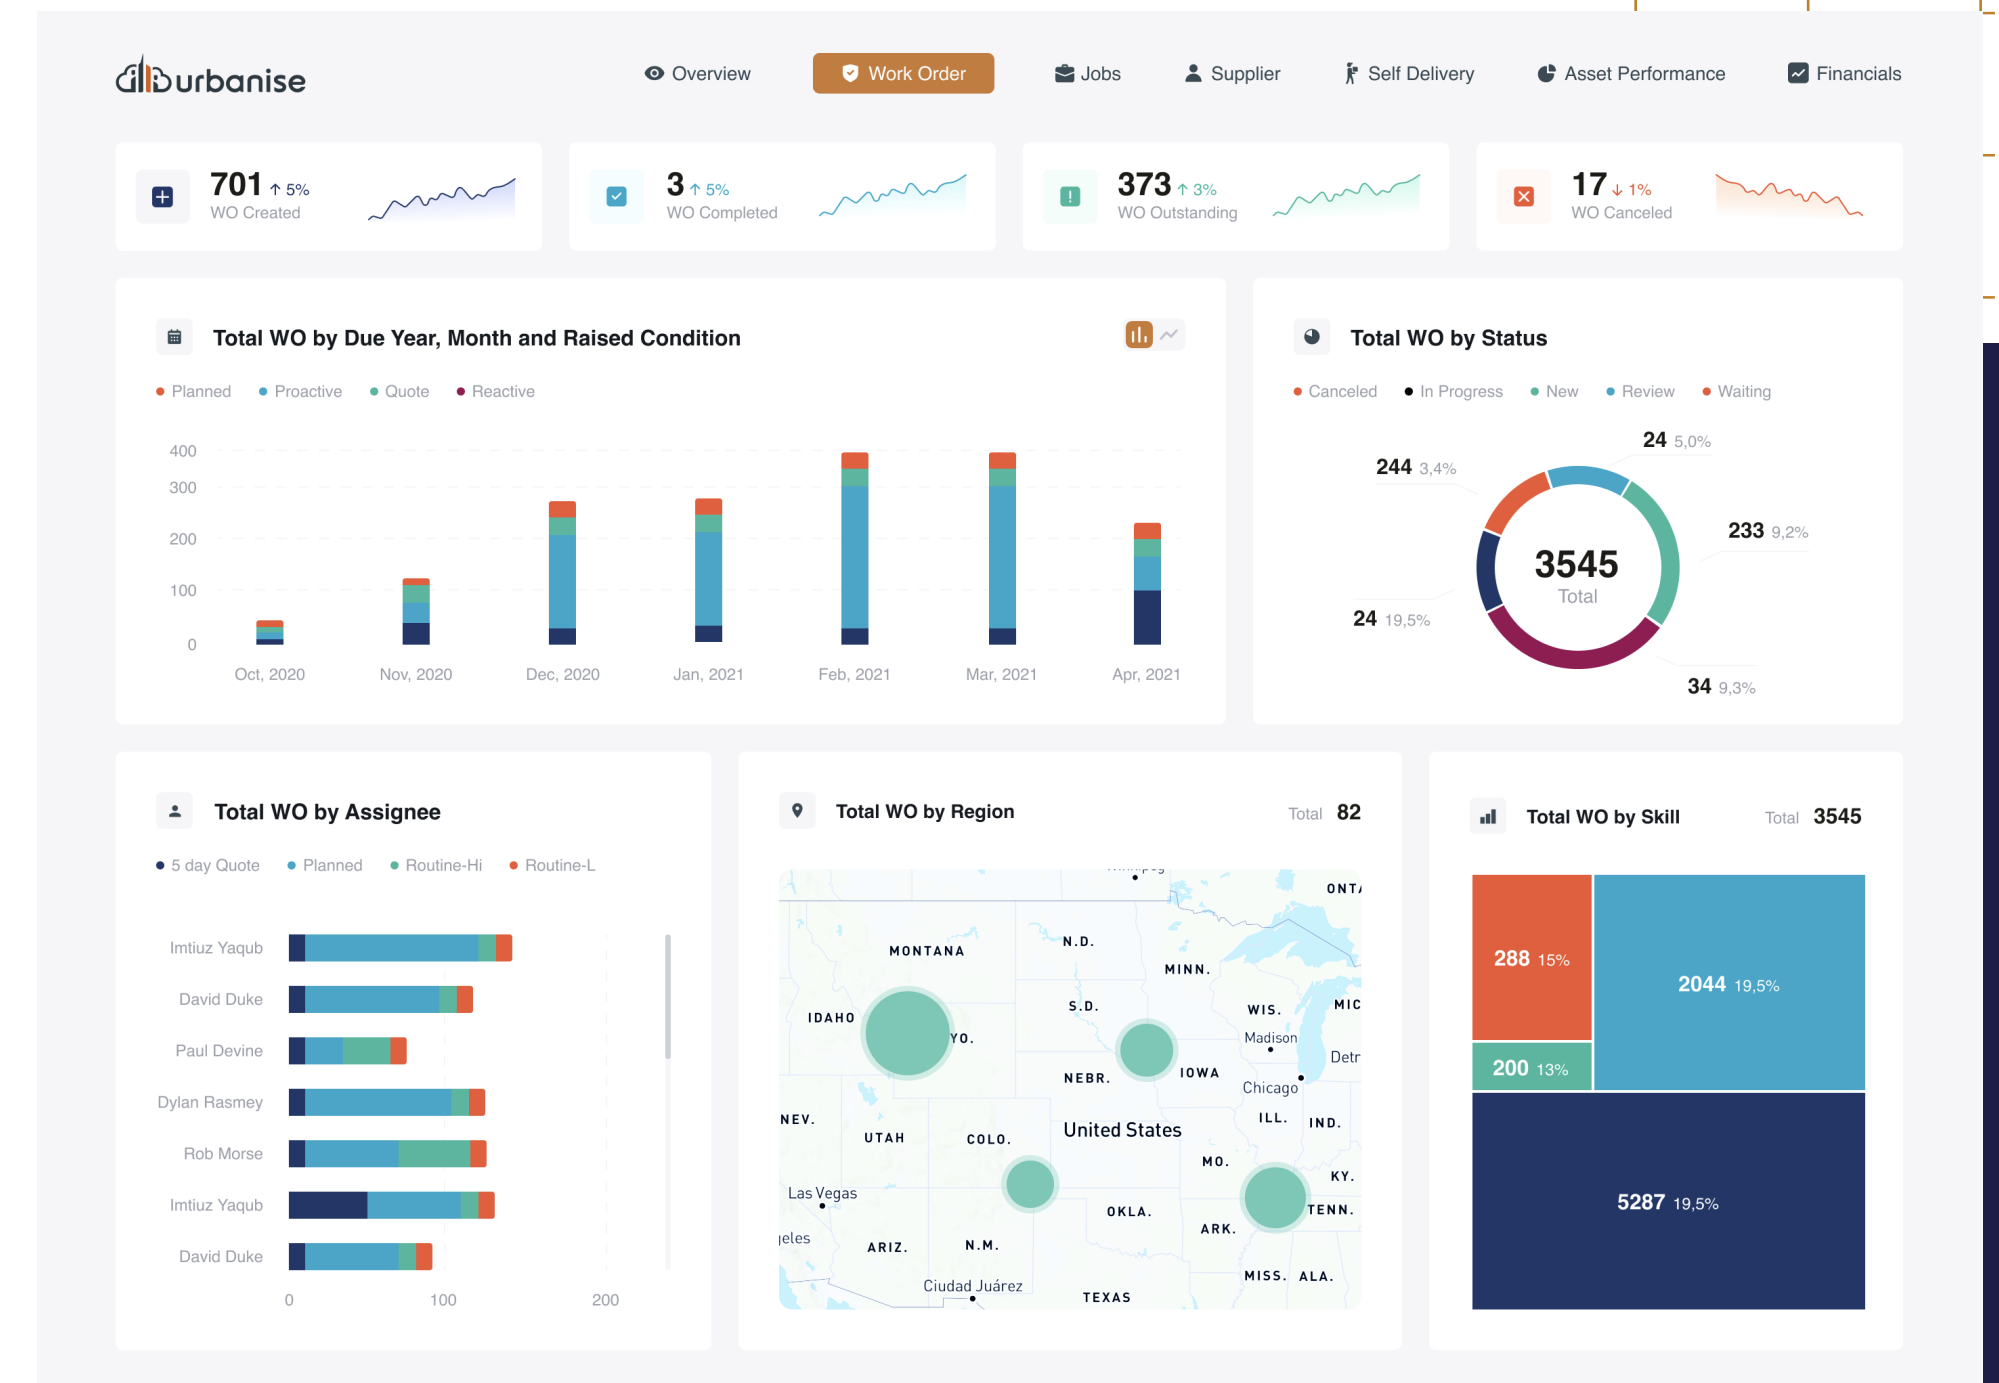 urbanise
Overview
Work Order
Jobs
Supplier
Self Delivery
Asset Performance
Financials
701 ↑ 5%
WO Created
3 ↑ 5%
WO Completed
373 ↑ 3%
WO Outstanding
17 ↓ 1%
WO Canceled
Total WO by Due Year, Month and Raised Condition
Planned
Proactive
Quote
Reactive
400
300
200
100
0
Oct, 2020
Nov, 2020
Dec, 2020
Jan, 2021
Feb, 2021
Mar, 2021
Apr, 2021
Total WO by Status
Canceled
In Progress
New
Review
Waiting
24 5,0%
244 3,4%
233 9,2%
3545
Total
24 19,5%
34 9,3%
Total WO by Assignee
5 day Quote
Planned
Routine-Hi
Routine-L
Imtiuz Yaqub
David Duke
Paul Devine
Dylan Rasmey
Rob Morse
Imtiuz Yaqub
David Duke
0
100
200
Total WO by Region
Total 82
ONTA
MONTANA
N.D.
MINN.
IDAHO
S.D.
WIS.
MIC
YO.
Madison
Detr
NEBR.
IOWA
Chicago
NEV.
UTAH
COLO.
United States
ILL.
IND.
MO.
KY.
Las Vegas
OKLA.
TENN.
ARK.
geles
ARIZ.
N.M.
MISS.
ALA.
Ciudad Juárez
TEXAS
Total WO by Skill
Total 3545
288 15%
2044 19,5%
200 13%
5287 19,5%